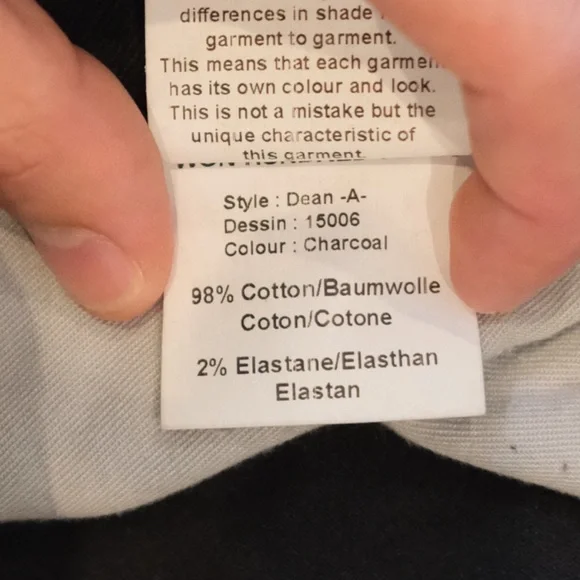 differences in shade
garment to garment.
This means that each
has its own colour and look.
This is not a mistake but the
unique characteristic of
this garment
Style : Dean -A-
Dessin : 15006
Colour : Charcoal
98% Cotton/Baumwolle
Coton/Cotone
2% Elastane/Elasthan
Elastan